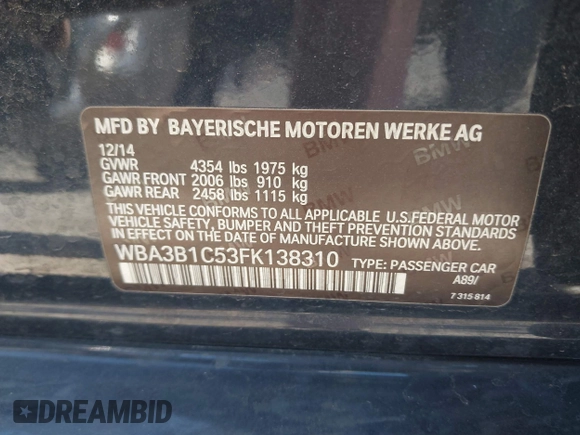 MFD BY BAYERISCHE MOTOREN WERKE AG
12/14
GVWR 4354 lbs 1975 kg
GAWR FRONT 2006 lbs 910 kg
GAWR REAR 2458 lbs 1115 kg
THIS VEHICLE CONFORMS TO ALL APPLICABLE U.S.FEDERAL MOTOR
VEHICLE SAFETY, BUMPER AND THEFT PREVENTION STANDARDS
IN EFFECT ON THE DATE OF MANUFACTURE SHOWN ABOVE.
WBA3B1C53FK138310 TYPE: PASSENGER CAR
A89/
7 315 814
DREAMBID